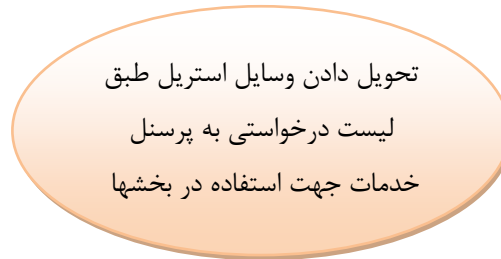 تحویل دادن وسایل استریل طبق
لیست درخواستی به پرسنل
خدمات جهت استفاده در بخشها